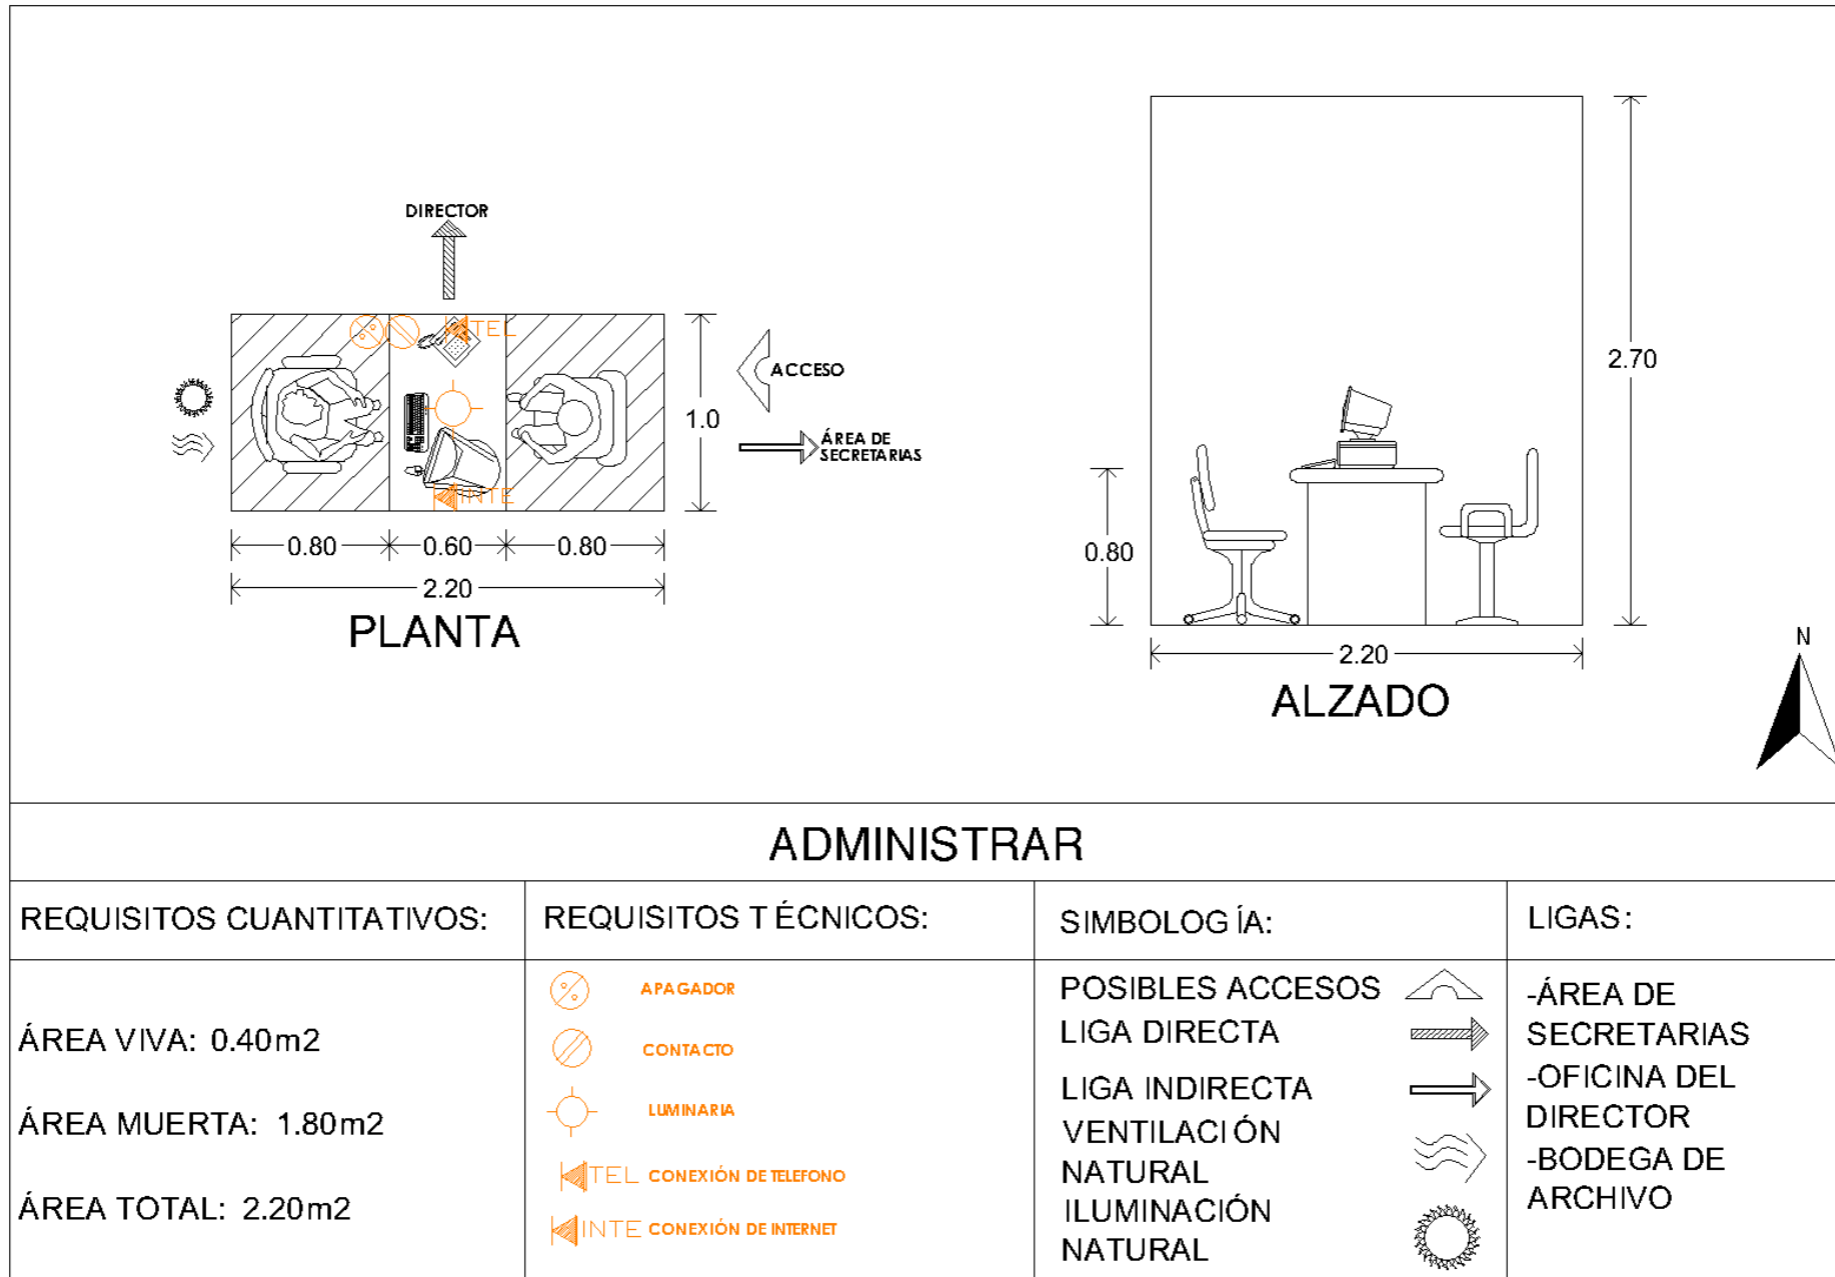 DIRECTOR
TEL
ACCESO
ÁREA DE
SECRETARIAS
INTE
1.0
0.80
0.60
0.80
2.20
PLANTA
2.70
0.80
2.20
ALZADO
N
ADMINISTRAR
REQUISITOS CUANTITATIVOS:
ÁREA VIVA: 0.40m2
ÁREA MUERTA: 1.80m2
ÁREA TOTAL: 2.20m2
REQUISITOS TÉCNICOS:
APAGADOR
CONTACTO
LUMINARIA
TEL CONEXIÓN DE TELEFONO
INTE CONEXIÓN DE INTERNET
SIMBOLOGÍA:
POSIBLES ACCESOS
LIGA DIRECTA
LIGA INDIRECTA
VENTILACIÓN
NATURAL
ILUMINACIÓN
NATURAL
LIGAS:
-ÁREA DE
SECRETARIAS
-OFICINA DEL
DIRECTOR
-BODEGA DE
ARCHIVO